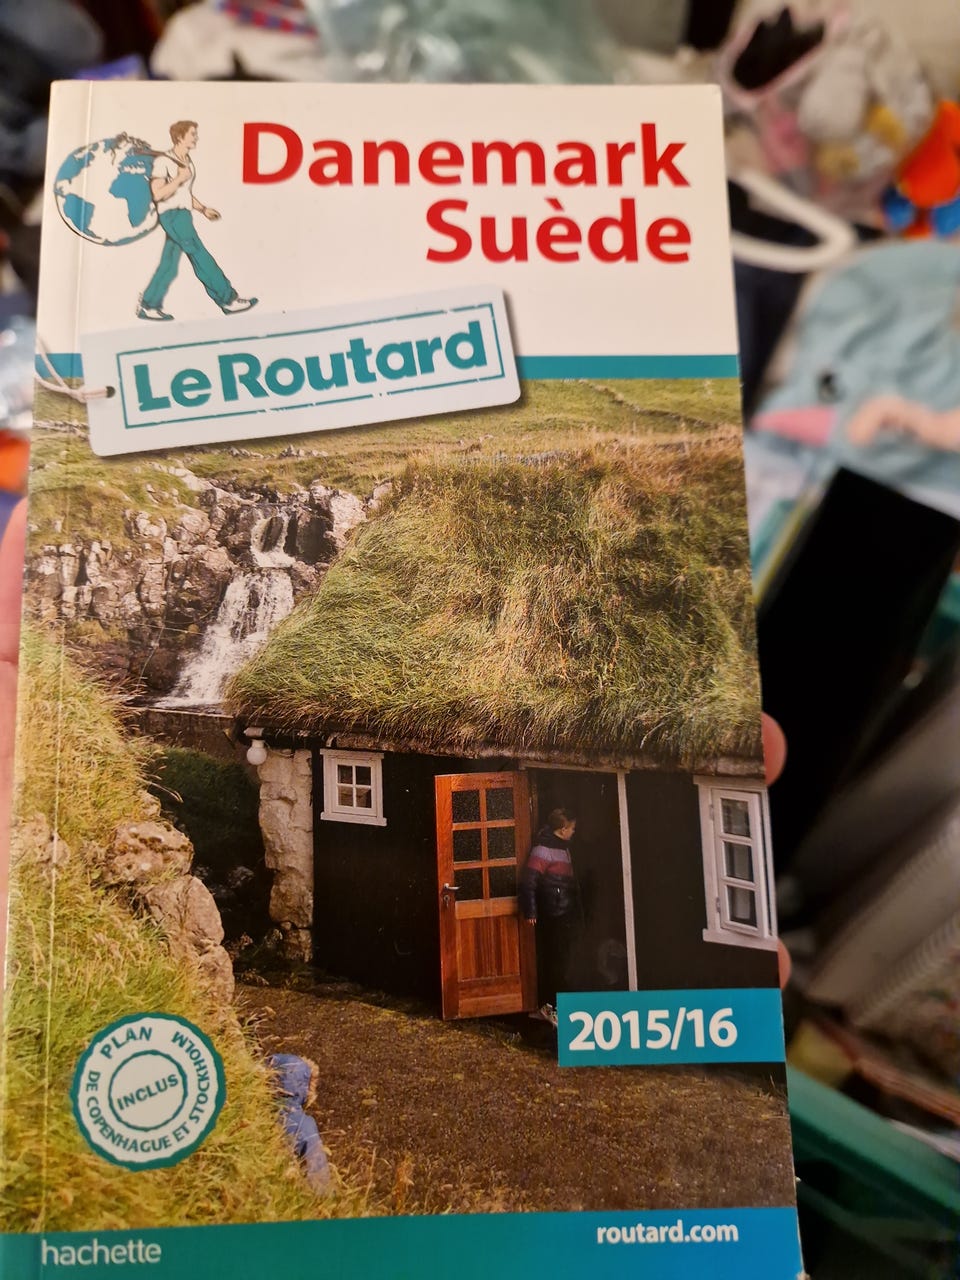 Danemark
Suède
Le Routard
2015/16
PLAN
DE COPENHAGUE ET STOCKHOLM
INCLUS
routard.com
hachette